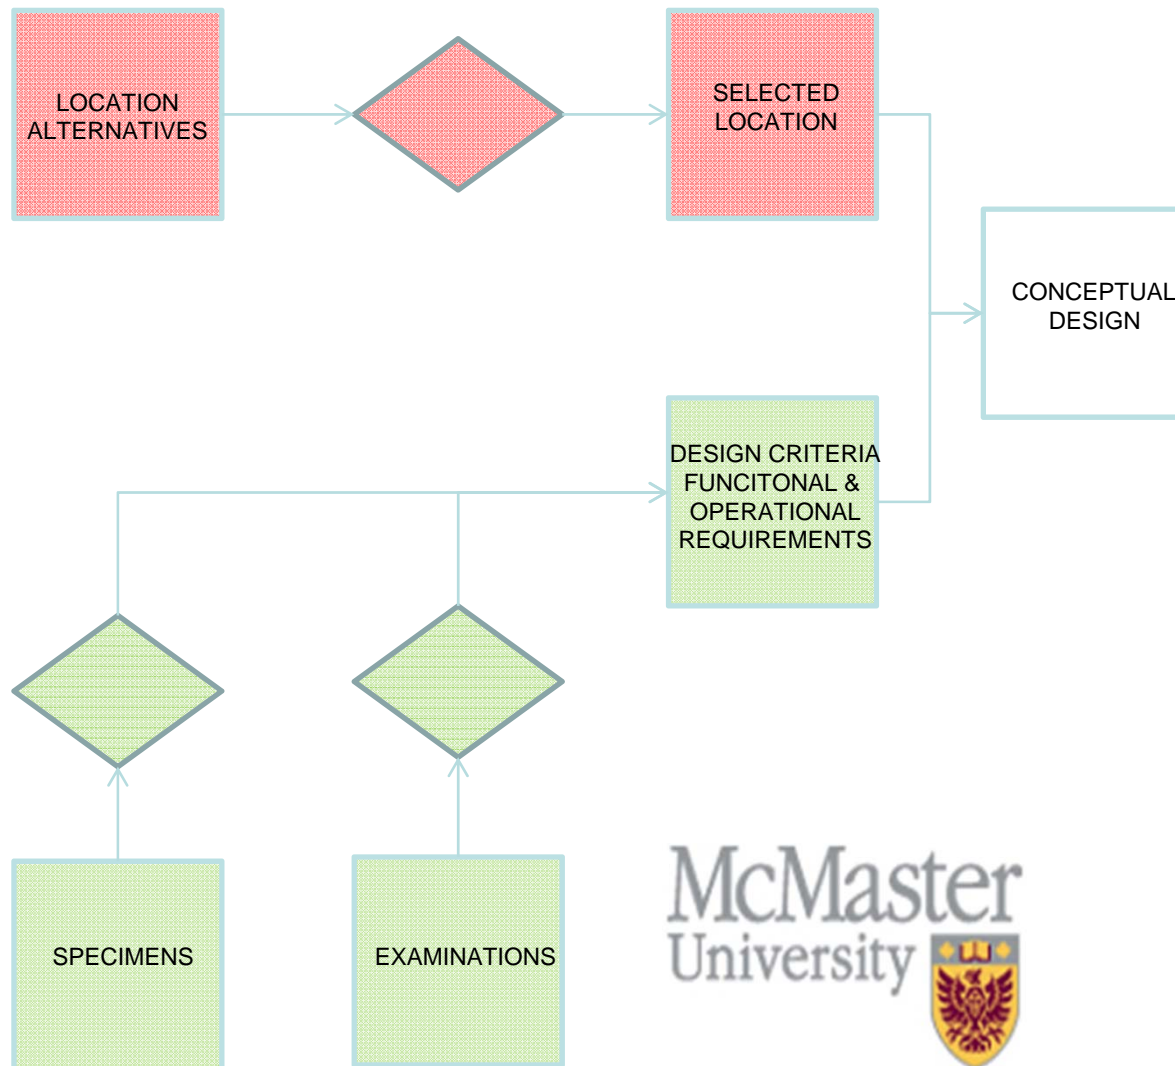 LOCATION
ALTERNATIVES
SELECTED
LOCATION
CONCEPTUAL
DESIGN
DESIGN CRITERIA
FUNCITONAL &
OPERATIONAL
REQUIREMENTS
SPECIMENS
EXAMINATIONS
McMaster
University